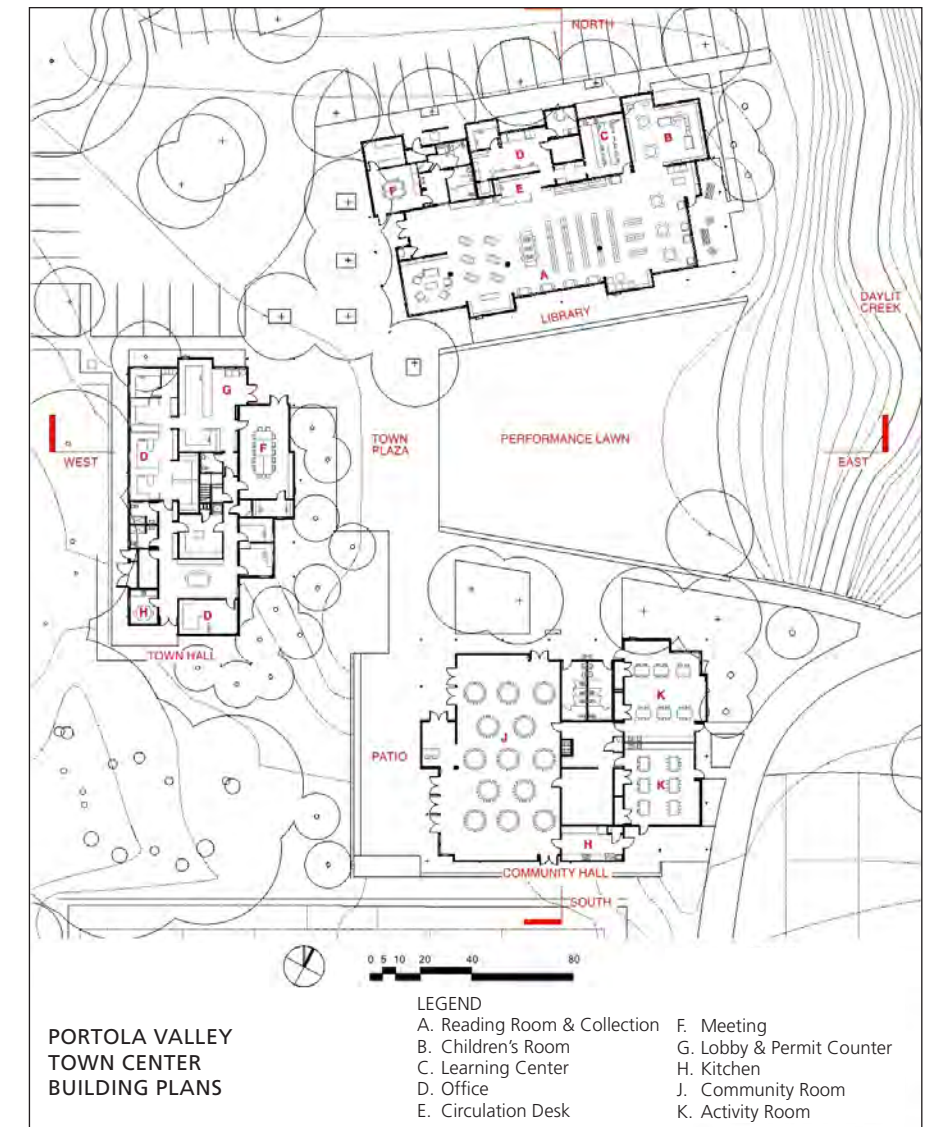 NORTH
C
B
D
F
E
A
LIBRARY
DAYLIT
CREEK
G
D
F
TOWN
PLAZA
PERFORMANCE LAWN
WEST
EAST
H
D
TOWN HALL
K
J
PATIO
K
H
COMMUNITY HALL
SOUTH
0 5 10 20 40 80
PORTOLA VALLEY
TOWN CENTER
BUILDING PLANS
LEGEND
A. Reading Room & Collection
B. Children's Room
C. Learning Center
D. Office
E. Circulation Desk
F. Meeting
G. Lobby & Permit Counter
H. Kitchen
J. Community Room
K. Activity Room